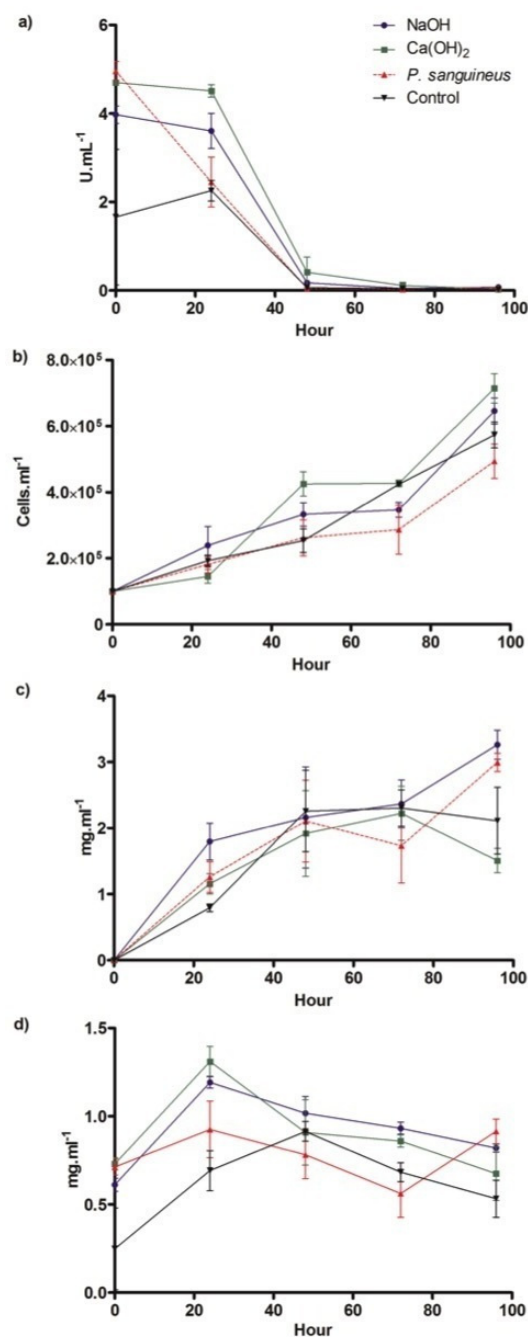 a)
NaOH
Ca(OH)₂
P. sanguineus
Control
U.mL⁻¹
6
4
2
0
0 20 40 60 80 100
Hour
b)
Cells.ml⁻¹
8.0×10⁵
6.0×10⁵
4.0×10⁵
2.0×10⁵
0
0 20 40 60 80 100
Hour
c)
mg.ml⁻¹
4
3
2
1
0
0 20 40 60 80 100
Hour
d)
mg.ml⁻¹
1.5
1.0
0.5
0.0
0 20 40 60 80 100
Hour